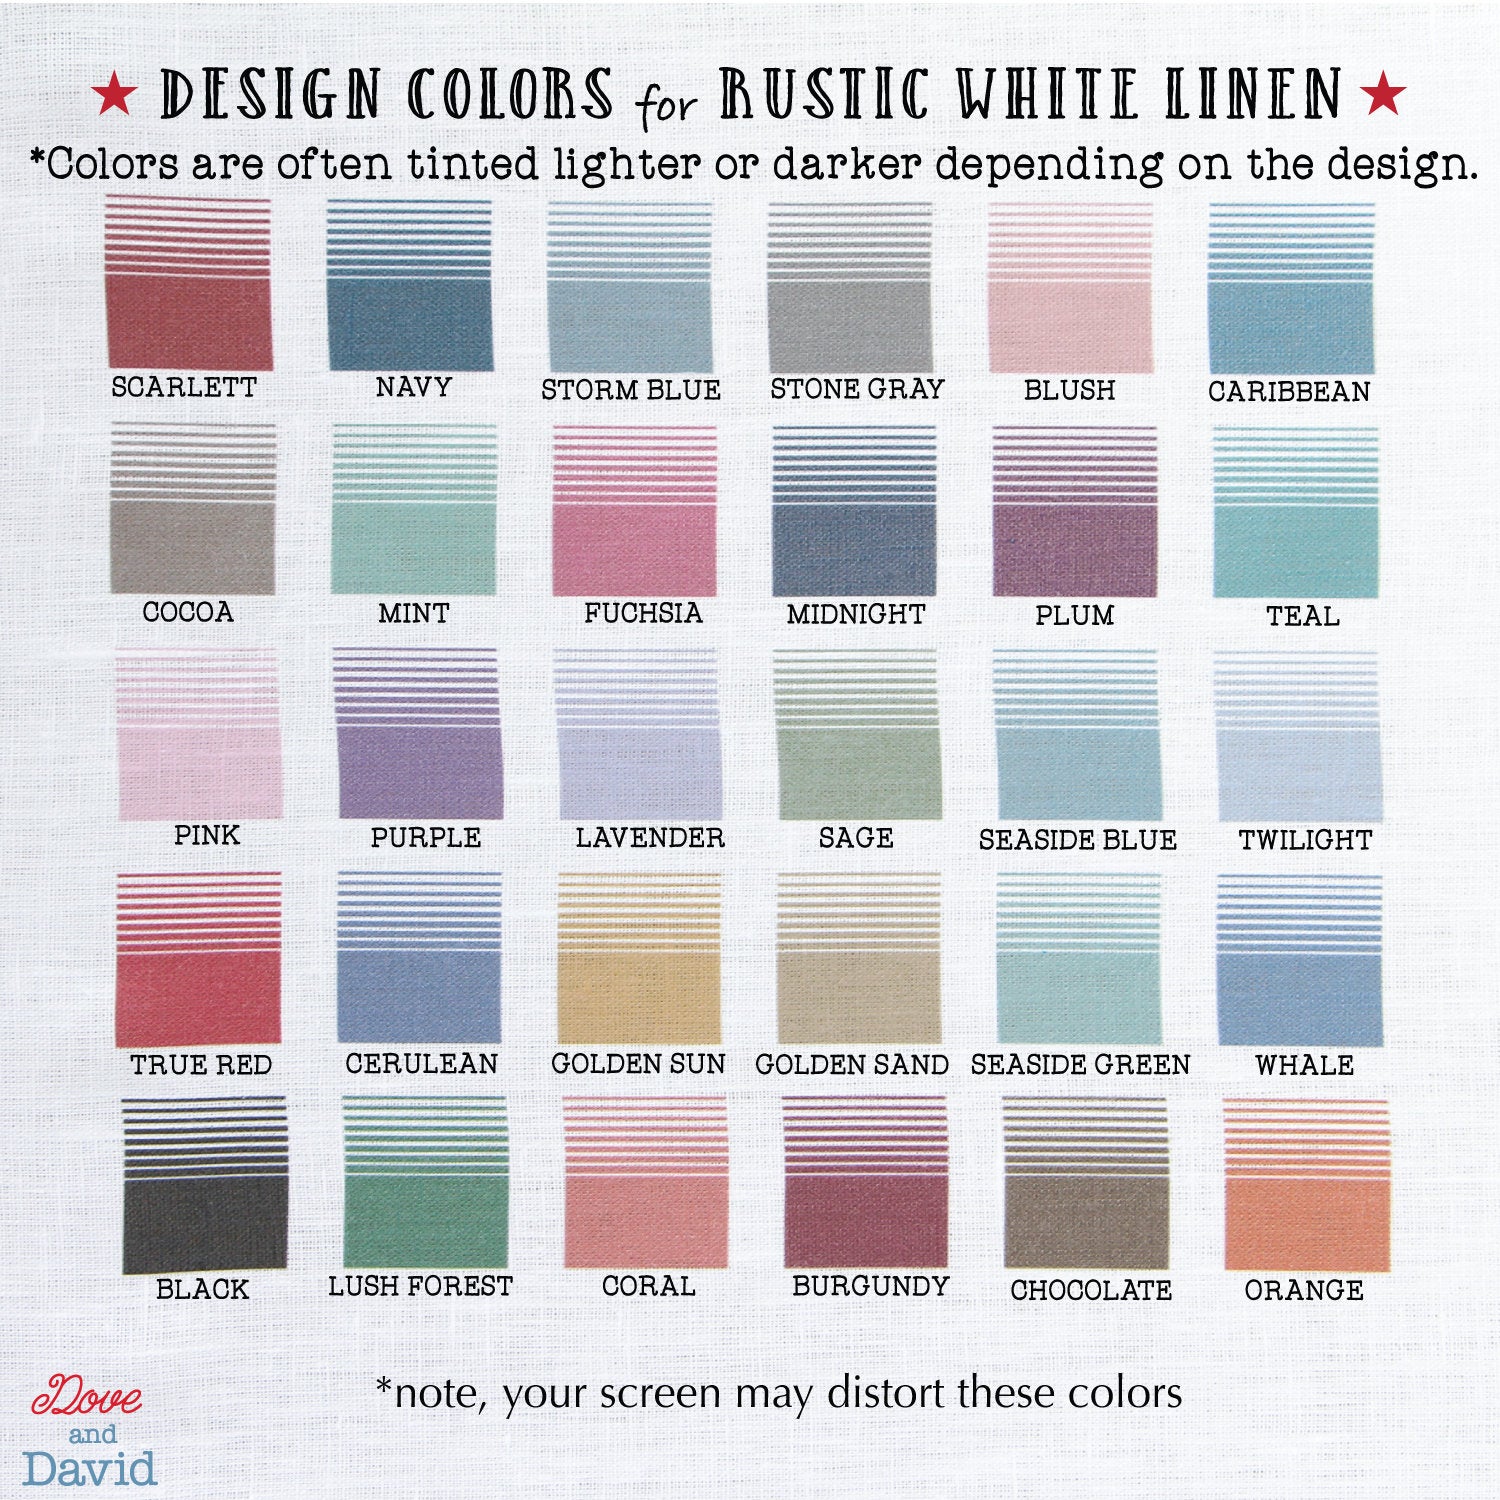 DESIGN COLORS for RUSTIC WHITE LINEN
*Colors are often tinted lighter or darker depending on the design.
SCARLETT NAVY STORM BLUE STONE GRAY BLUSH CARIBBEAN
COCOA MINT FUCHSIA MIDNIGHT PLUM TEAL
PINK PURPLE LAVENDER SAGE SEASIDE BLUE TWILIGHT
TRUE RED CERULEAN GOLDEN SUN GOLDEN SAND SEASIDE GREEN WHALE
BLACK LUSH FOREST CORAL BURGUNDY CHOCOLATE ORANGE
*note, your screen may distort these colors
Dove
and
David